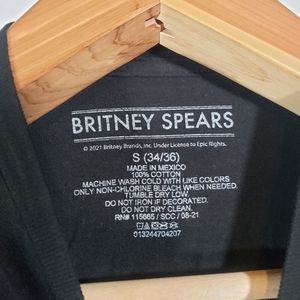 BRITNEY SPEARS
© 2021 Britney Brands, Inc. Under License to Epic Rights.
S (34/36)
MADE IN MEXICO
100% COTTON
MACHINE WASH COLD WITH LIKE COLORS
ONLY NON-CHLORINE BLEACH WHEN NEEDED.
TUMBLE DRY LOW.
DO NOT IRON IF DECORATED.
DO NOT DRY CLEAN.
RN# 115665 / SCC / 08-21
013244704207